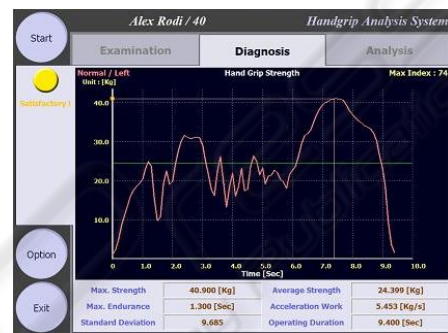 Alex Rodi / 40
Handgrip Analysis System
Start
Examination
Diagnosis
Analysis
Normal / Left
Hand Grip Strength
Max Index : 74
Unit : [Kg]
Satisfactory !
40.0
30.0
20.0
10.0
0 1.0 2.0 3.0 4.0 5.0 6.0 7.0 8.0 9.0 10.0
Time [Sec]
Option
Exit
Max. Strength 40.900 [Kg] Average Strength 24.399 [Kg]
Max. Endurance 1.300 [Sec] Acceleration Work 5.453 [Kg/s]
Standard Deviation 9.685 Operating Duration 9.400 [Sec]